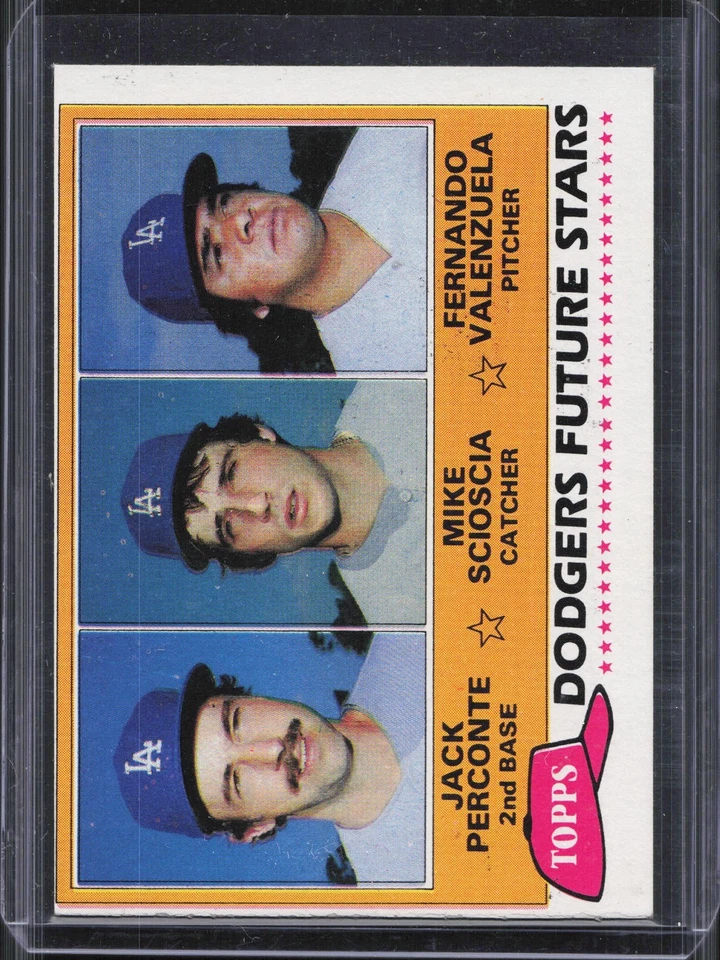 LA
LA
LA
JACK
PERCONTE
2nd BASE
MIKE
SCIOSCIA
CATCHER
FERNANDO
VALENZUELA
PITCHER
TOPPS
DODGERS FUTURE STARS